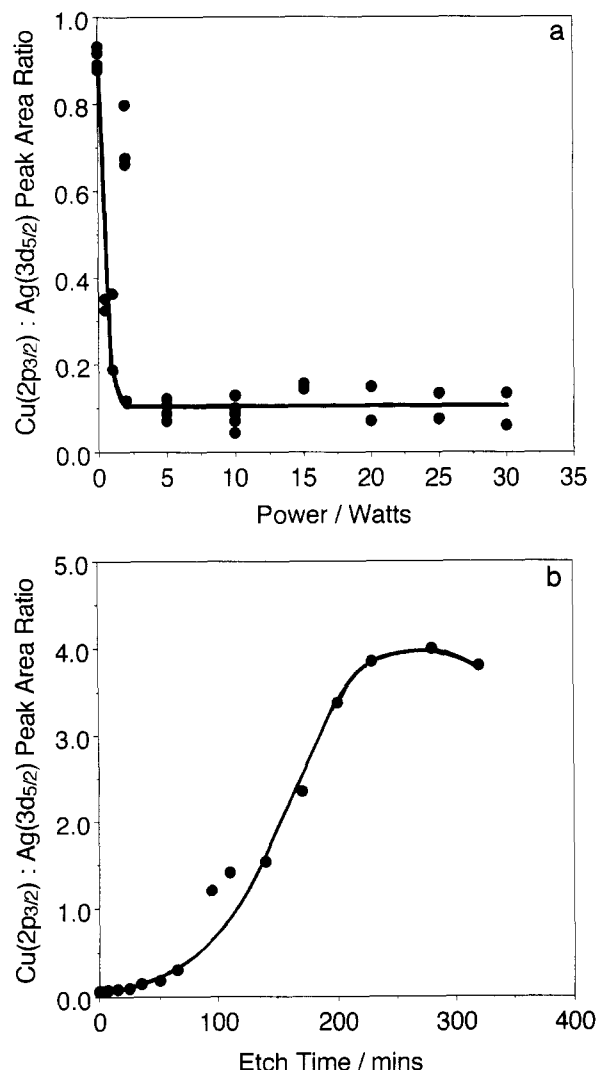 a
Cu(2p3/2) : Ag(3d5/2) Peak Area Ratio
1.0
0.8
0.6
0.4
0.2
0.0
0 5 10 15 20 25 30 35
Power / Watts
b
Cu(2p3/2) : Ag(3d5/2) Peak Area Ratio
5.0
4.0
3.0
2.0
1.0
0.0
0 100 200 300 400
Etch Time / mins